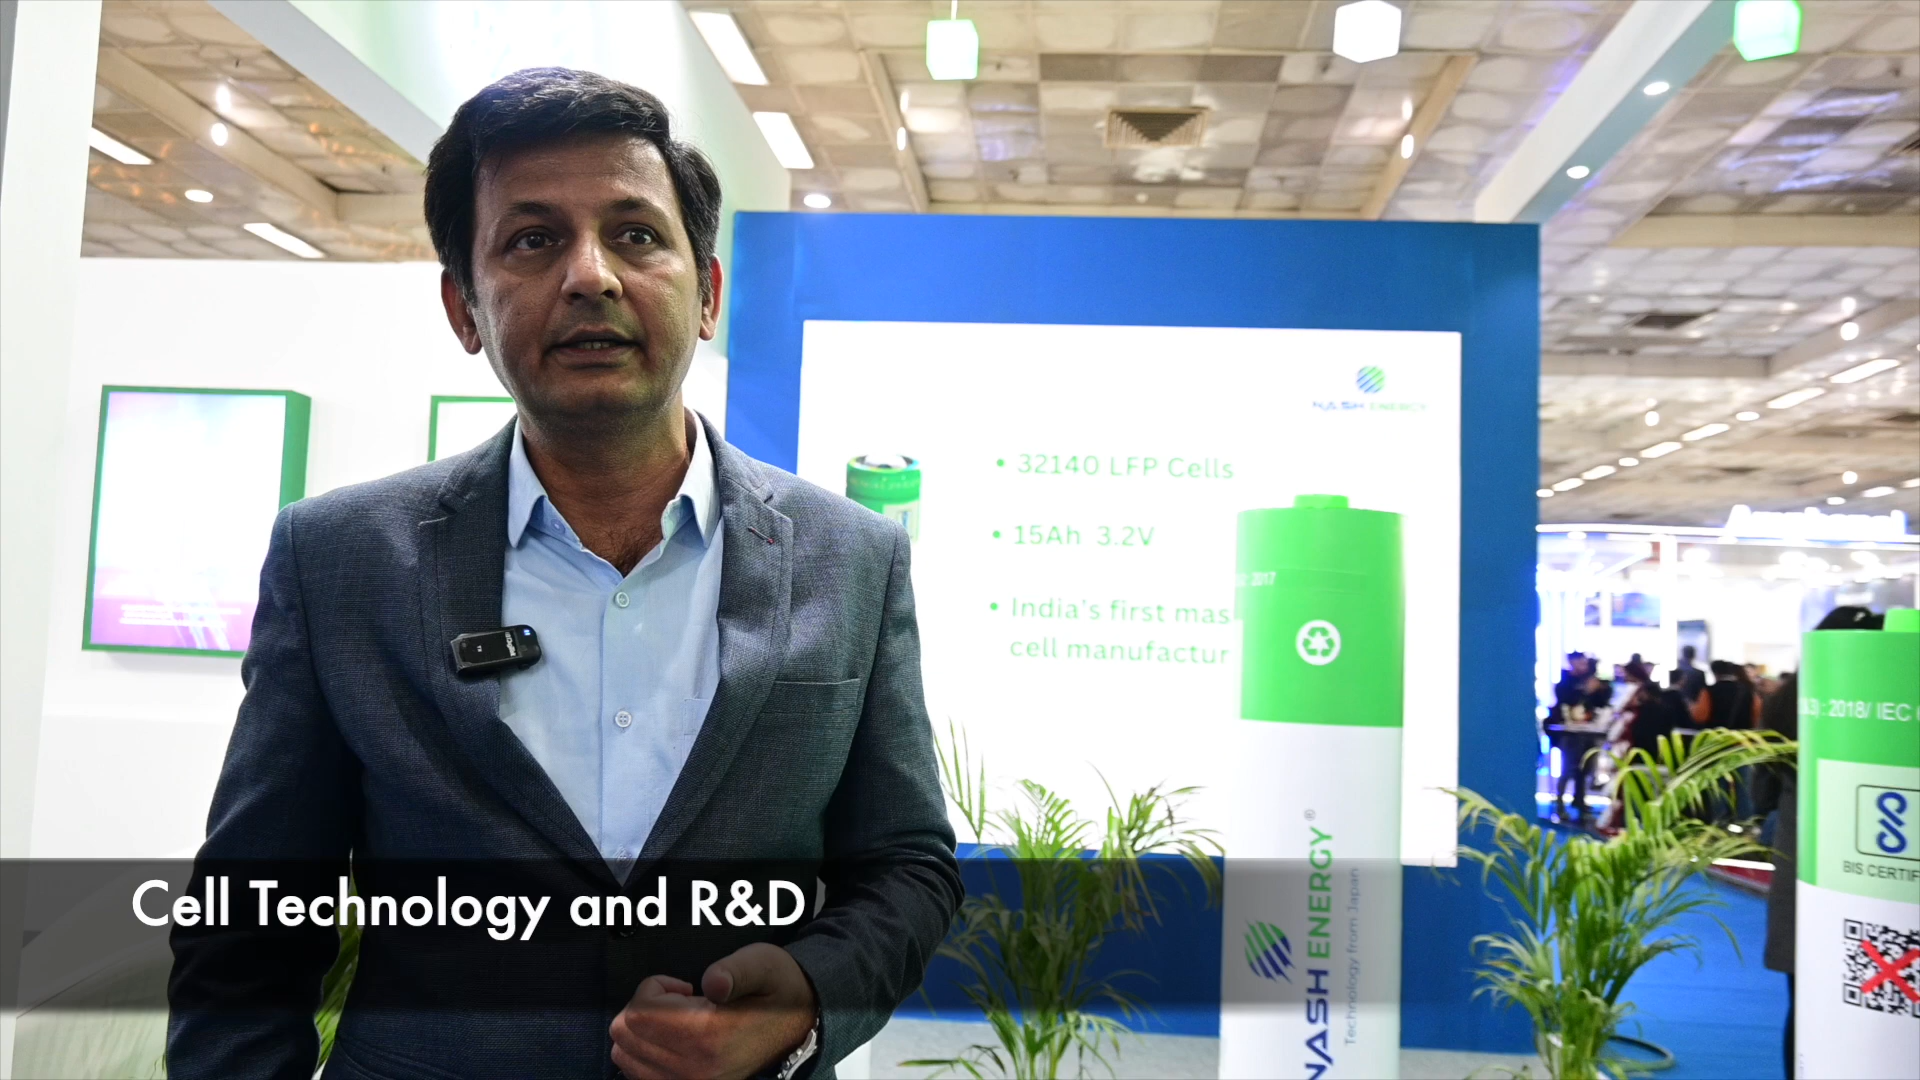 NASH ENERGY
• 32140 LFP Cells
• 15Ah 3.2V
• India's first mas
cell manufactur
2017
NASH ENERGY®
Technology from Japan
: 2018/ IEC
BIS CERTIF
Cell Technology and R&D